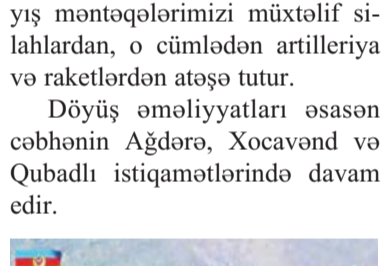 yış məntəqələrimizi müxtəlif si-
lahlardan, o cümlədən artilleriya
və raketlərdən atəşə tutur.
Döyüş əməliyyatları əsasən
cəbhənin Ağdərə, Xocavənd və
Qubadlı istiqamətlərində davam
edir.